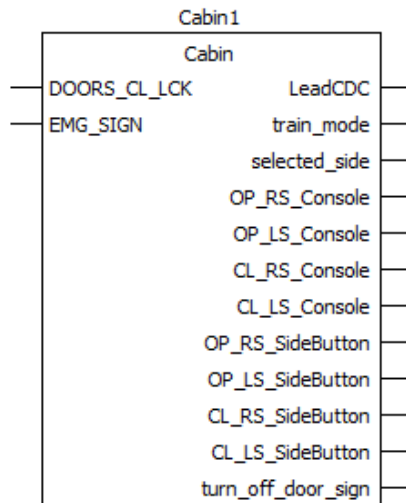 Cabin1
Cabin
DOORS_CL_LCK LeadCDC
EMG_SIGN train_mode
selected_side
OP_RS_Console
OP_LS_Console
CL_RS_Console
CL_LS_Console
OP_RS_SideButton
OP_LS_SideButton
CL_RS_SideButton
CL_LS_SideButton
turn_off_door_sign